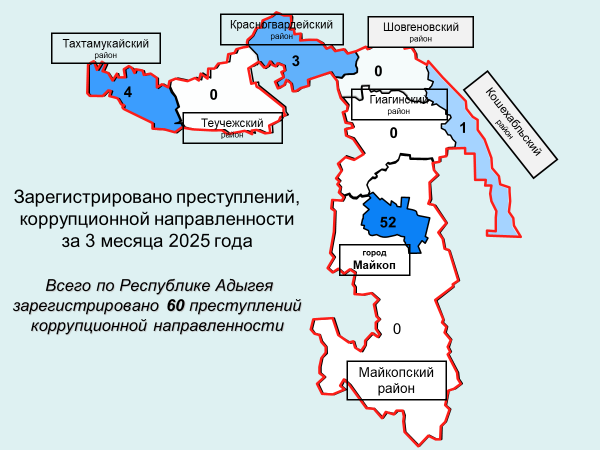 Красногвардейский
район
Шовгеновский
район
Тахтамукайский
район
3
0
4
0
Гиагинский
район
Кошехабльский
район
Теучежский
район
0
1
Зарегистрировано преступлений,
коррупционной направленности
за 3 месяца 2025 года
52
город
Майкоп
Всего по Республике Адыгея
зарегистрировано 60 преступлений
коррупционной направленности
0
Майкопский
район